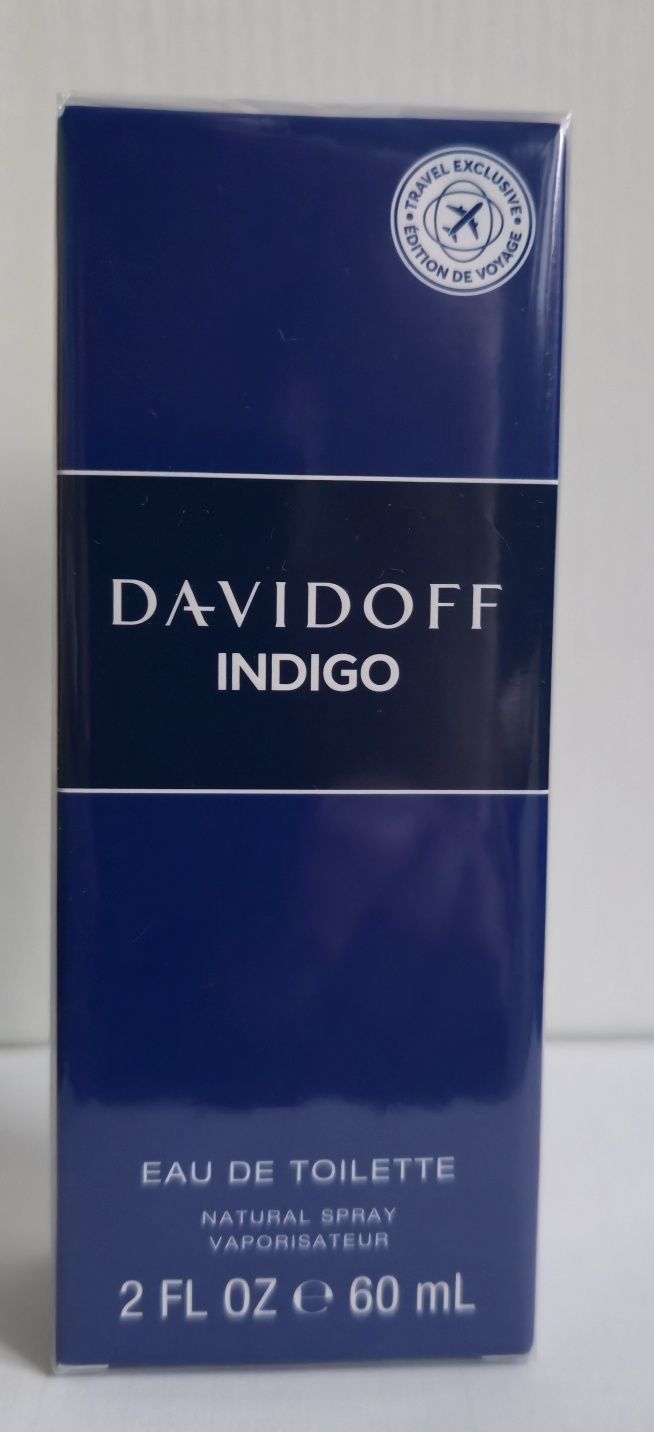 • TRAVEL EXCLUSIVE •
ÉDITION DE VOYAGE
DAVIDOFF
INDIGO
EAU DE TOILETTE
NATURAL SPRAY
VAPORISATEUR
2 FL OZ ℮ 60 mL